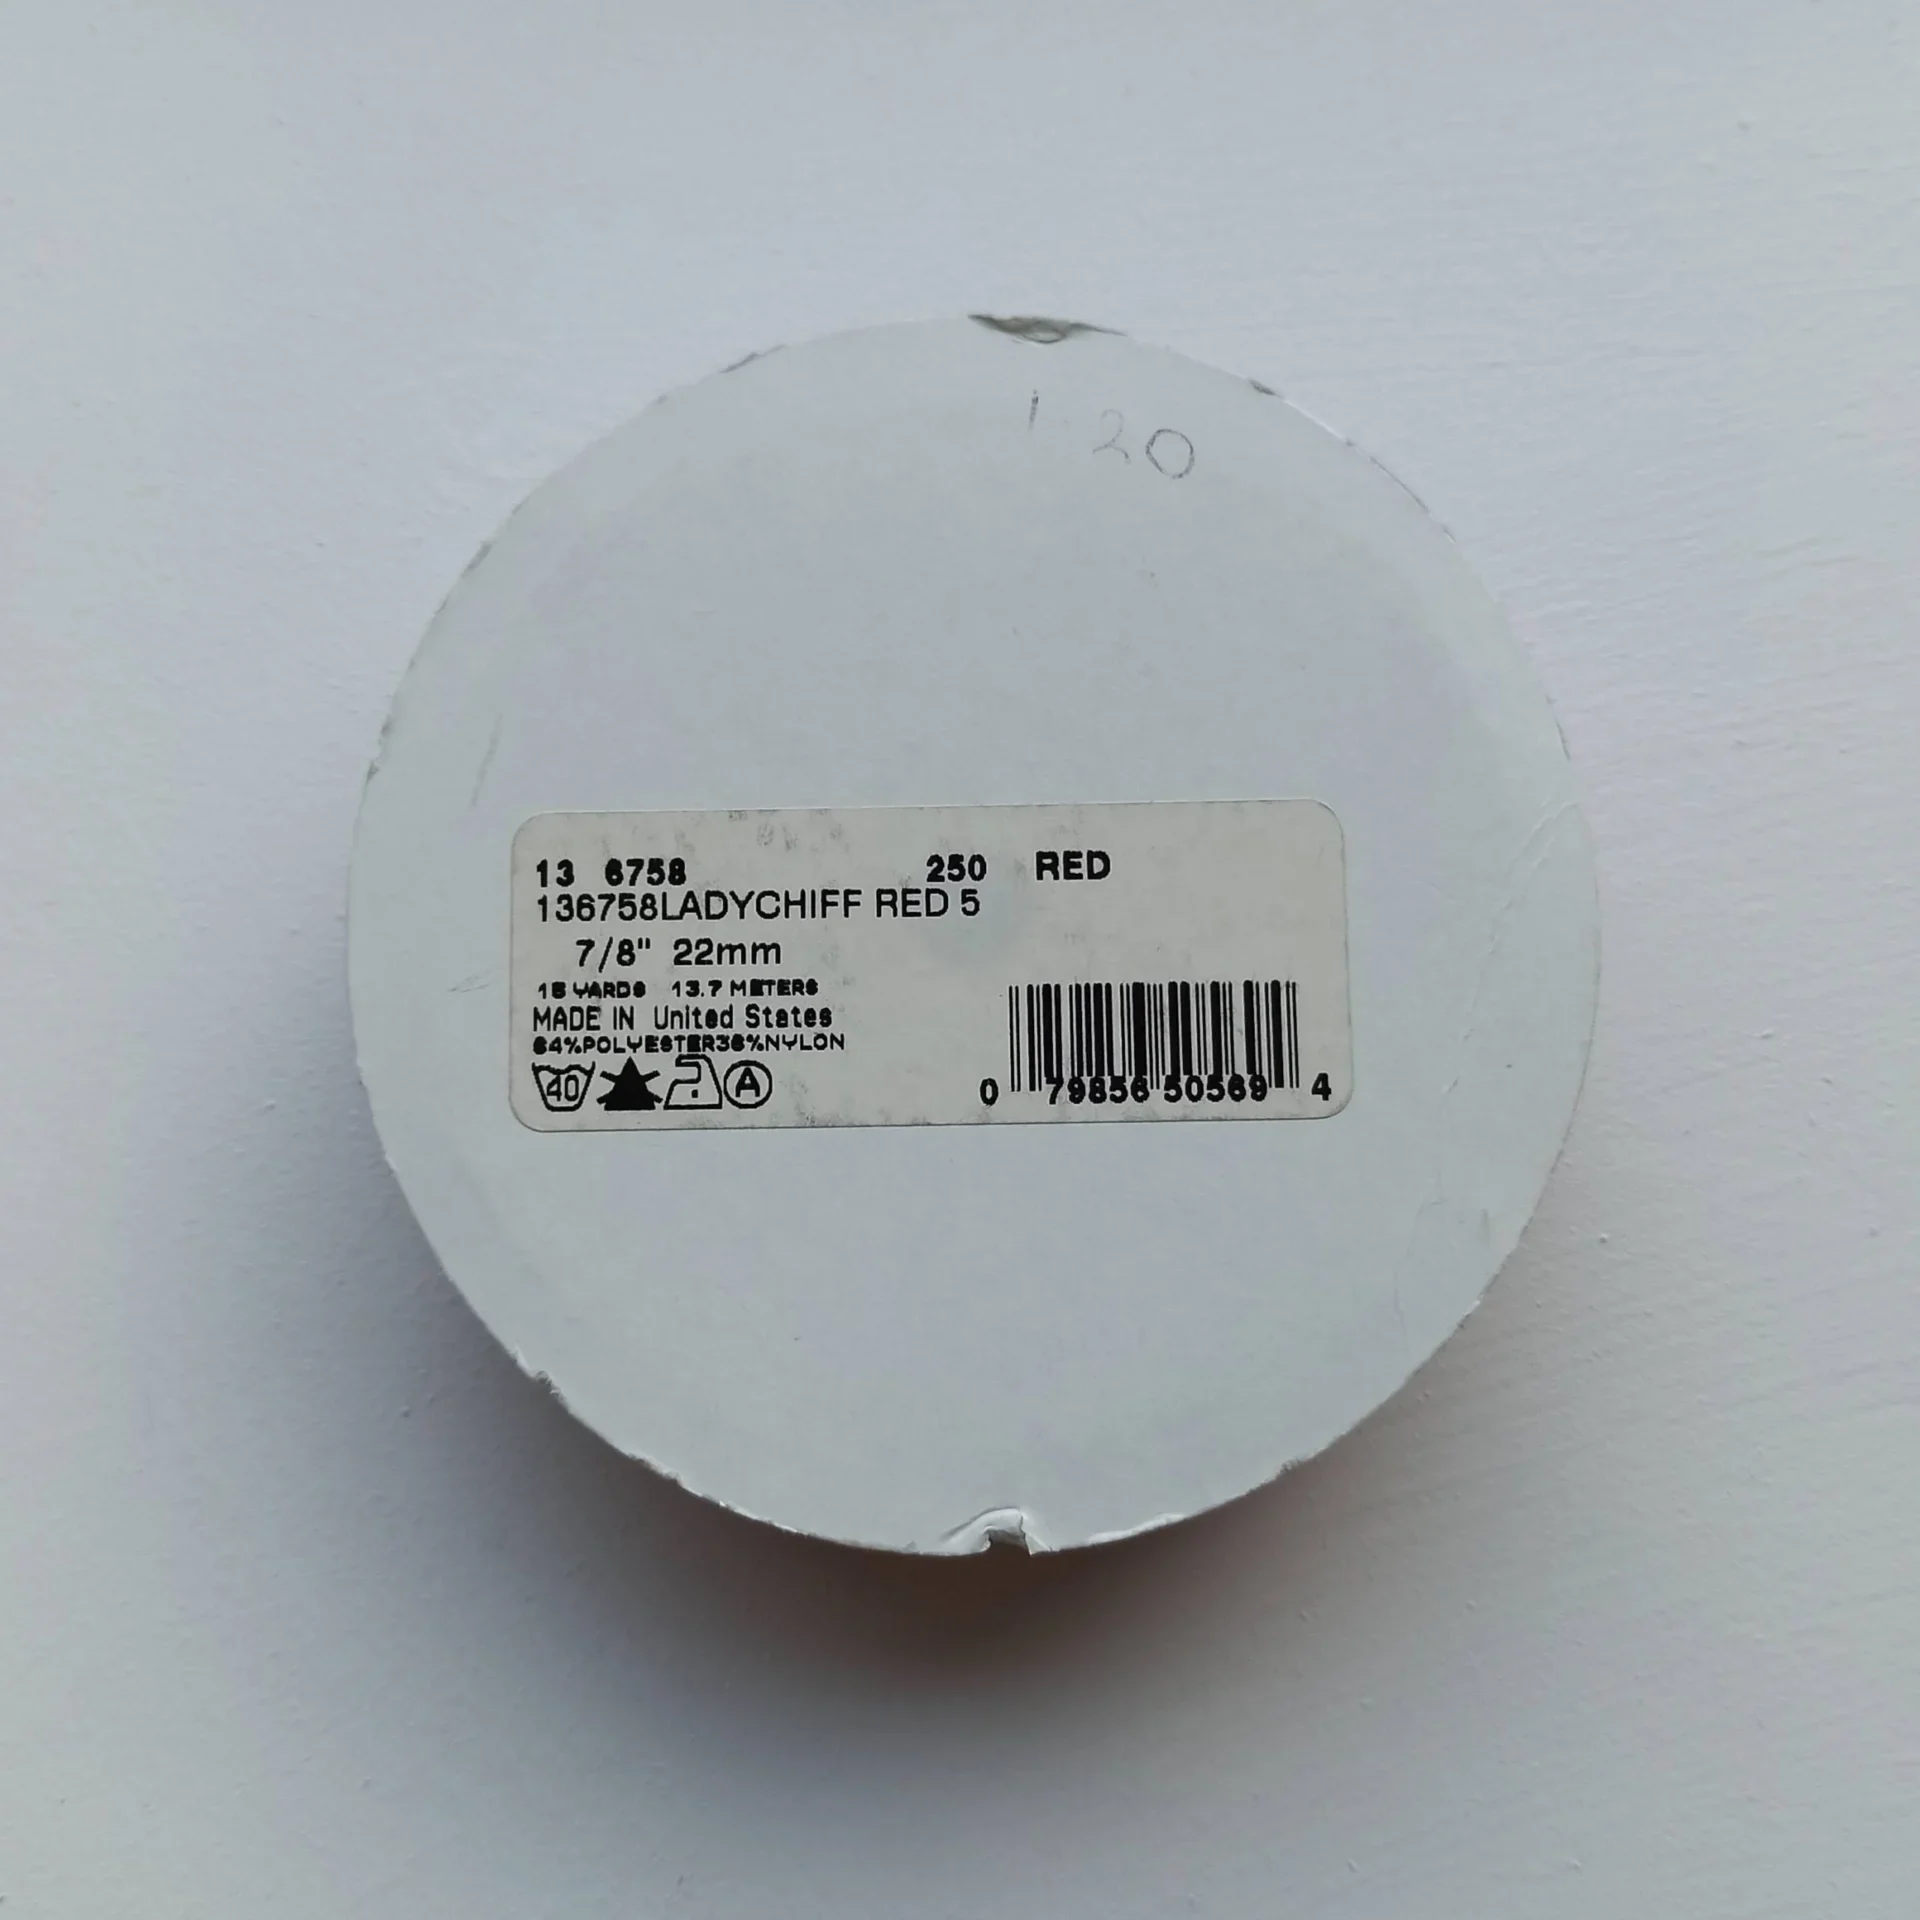 1 20
13 6758 250 RED
136758LADYCHIFF RED 5
7/8" 22mm
15 YARDS 13.7 METERS
MADE IN United States
64%POLYESTER36%NYLON
40 A
0 79856 50569 4